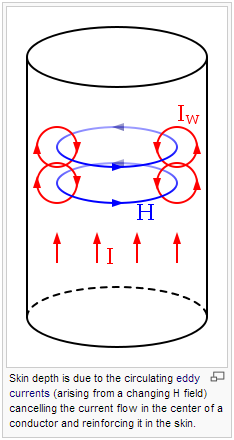 I_W
H
I
Skin depth is due to the circulating eddy
currents (arising from a changing H field)
cancelling the current flow in the center of a
conductor and reinforcing it in the skin.